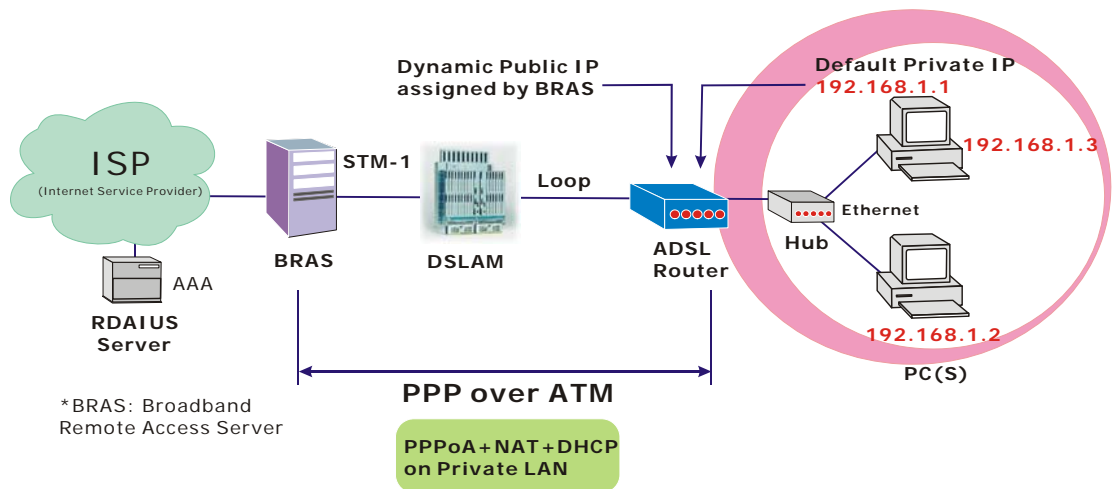 Dynamic Public IP
assigned by BRAS
Default Private IP
192.168.1.1
192.168.1.3
ISP
(Internet Service Provider)
STM-1
Loop
Ethernet
Hub
BRAS
DSLAM
ADSL
Router
AAA
RDAIUS
Server
192.168.1.2
PC(S)
PPP over ATM
*BRAS: Broadband
Remote Access Server
PPPoA+NAT+DHCP
on Private LAN